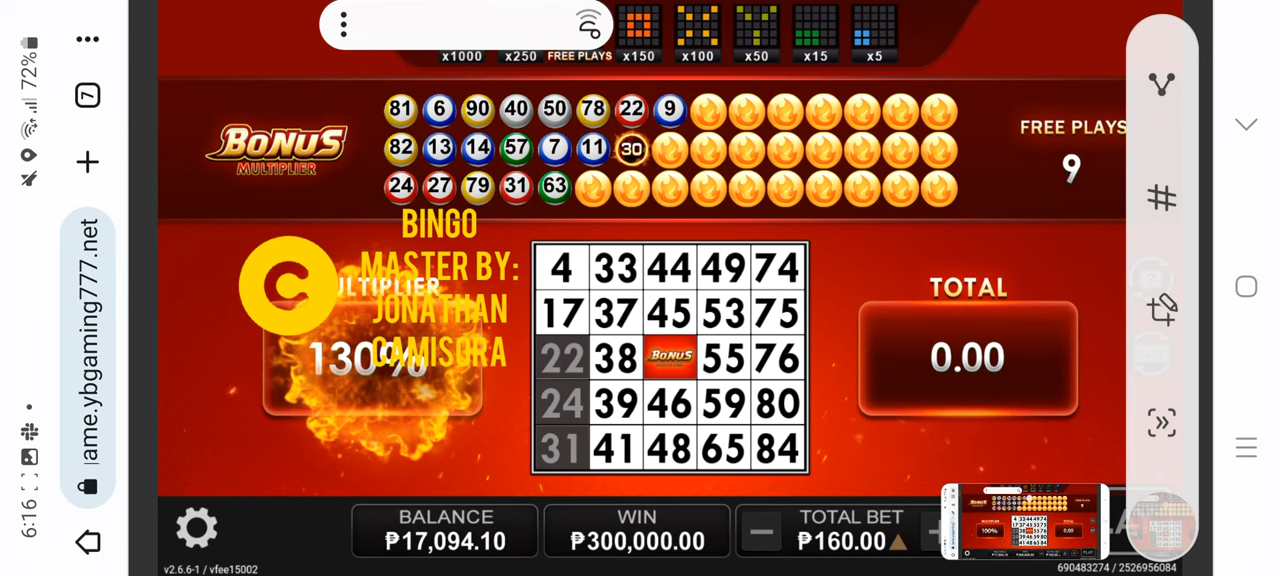 6:16
72%
7
ame.ybgaming777.net
x1000 x250 FREE PLAYS x150 x100 x50 x15 x5
BONUS
MULTIPLIER
81 6 90 40 50 78 22 9
82 13 14 57 7 11 30
24 27 79 31 63
FREE PLAYS
9
BINGO
MASTER BY:
JONATHAN
CAMISORA
C
ULTIPLIER
130%
4 33 44 49 74
17 37 45 53 75
22 38 BONUS 55 76
24 39 46 59 80
31 41 48 65 84
TOTAL
0.00
BALANCE
₱17,094.10
WIN
₱300,000.00
TOTAL BET
₱160.00
v2.6.6-1 / vfee15002
690483274 / 2526956084